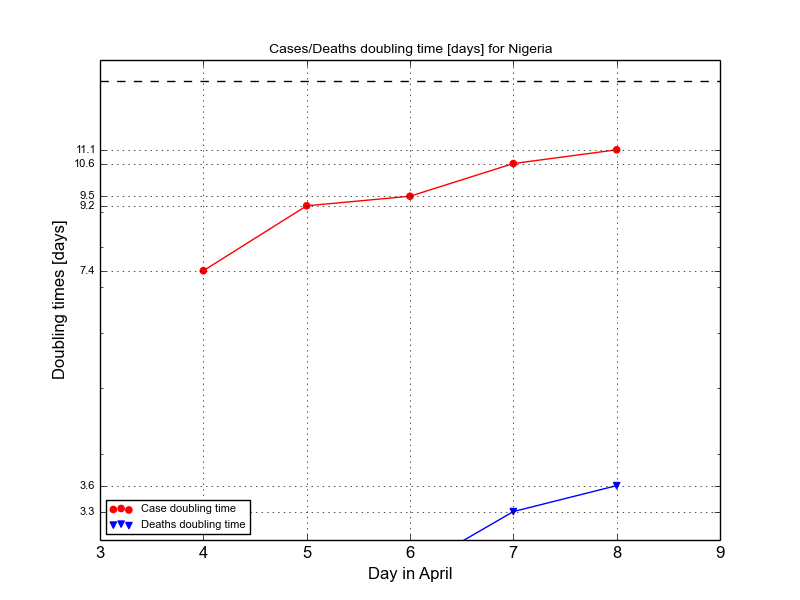 Cases/Deaths doubling time [days] for Nigeria
Doubling times [days]
11.1
10.6
9.5
9.2
7.4
3.6
3.3
Case doubling time
Deaths doubling time
3 4 5 6 7 8 9
Day in April